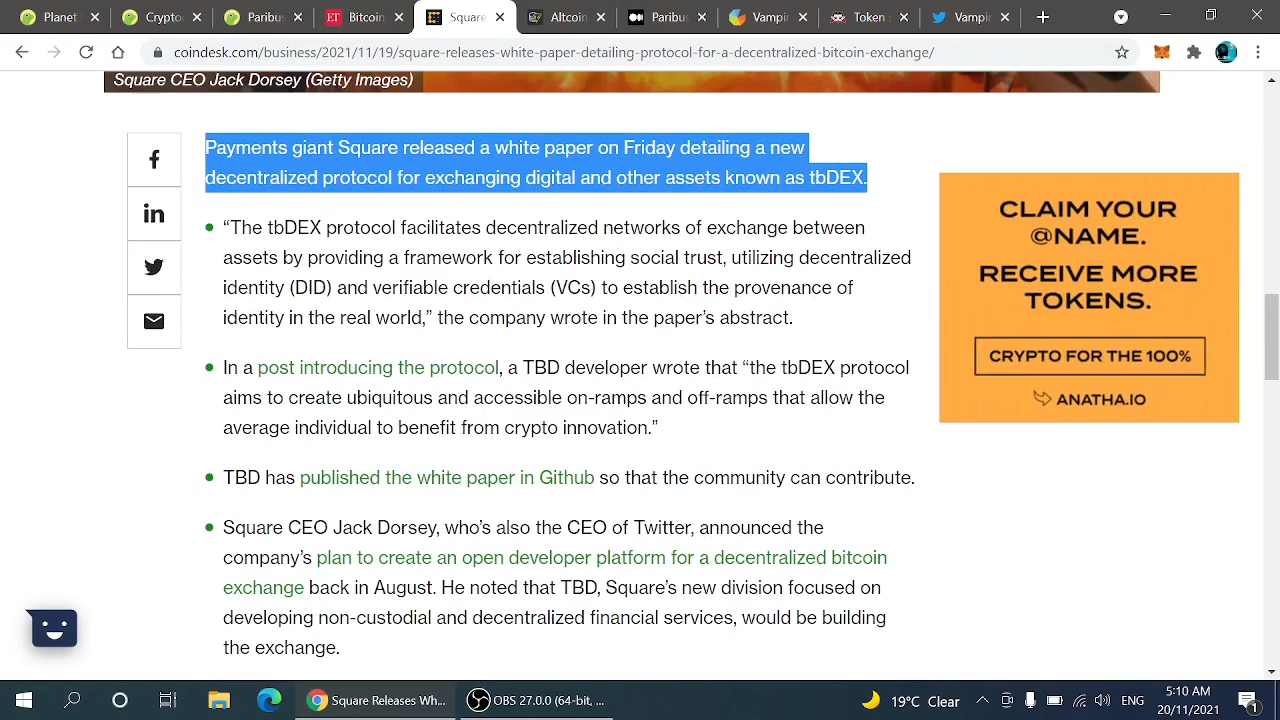 Planet
Crypto
Paribus
ET
Bitcoin
Square
Altcoin
Paribus
Vampir
Token
Vampir
coindesk.com/business/2021/11/19/square-releases-white-paper-detailing-protocol-for-a-decentralized-bitcoin-exchange/
Square CEO Jack Dorsey (Getty Images)
Payments giant Square released a white paper on Friday detailing a new
decentralized protocol for exchanging digital and other assets known as tbDEX.
“The tbDEX protocol facilitates decentralized networks of exchange between
assets by providing a framework for establishing social trust, utilizing decentralized
identity (DID) and verifiable credentials (VCs) to establish the provenance of
identity in the real world,” the company wrote in the paper’s abstract.
In a post introducing the protocol, a TBD developer wrote that “the tbDEX protocol
aims to create ubiquitous and accessible on-ramps and off-ramps that allow the
average individual to benefit from crypto innovation.”
TBD has published the white paper in Github so that the community can contribute.
Square CEO Jack Dorsey, who’s also the CEO of Twitter, announced the
company’s plan to create an open developer platform for a decentralized bitcoin
exchange back in August. He noted that TBD, Square’s new division focused on
developing non-custodial and decentralized financial services, would be building
the exchange.
CLAIM YOUR
@NAME.
RECEIVE MORE
TOKENS.
CRYPTO FOR THE 100%
ANATHA.IO
Square Releases Wh...
OBS 27.0.0 (64-bit, ...
19°C Clear
ENG
5:10 AM
20/11/2021
1